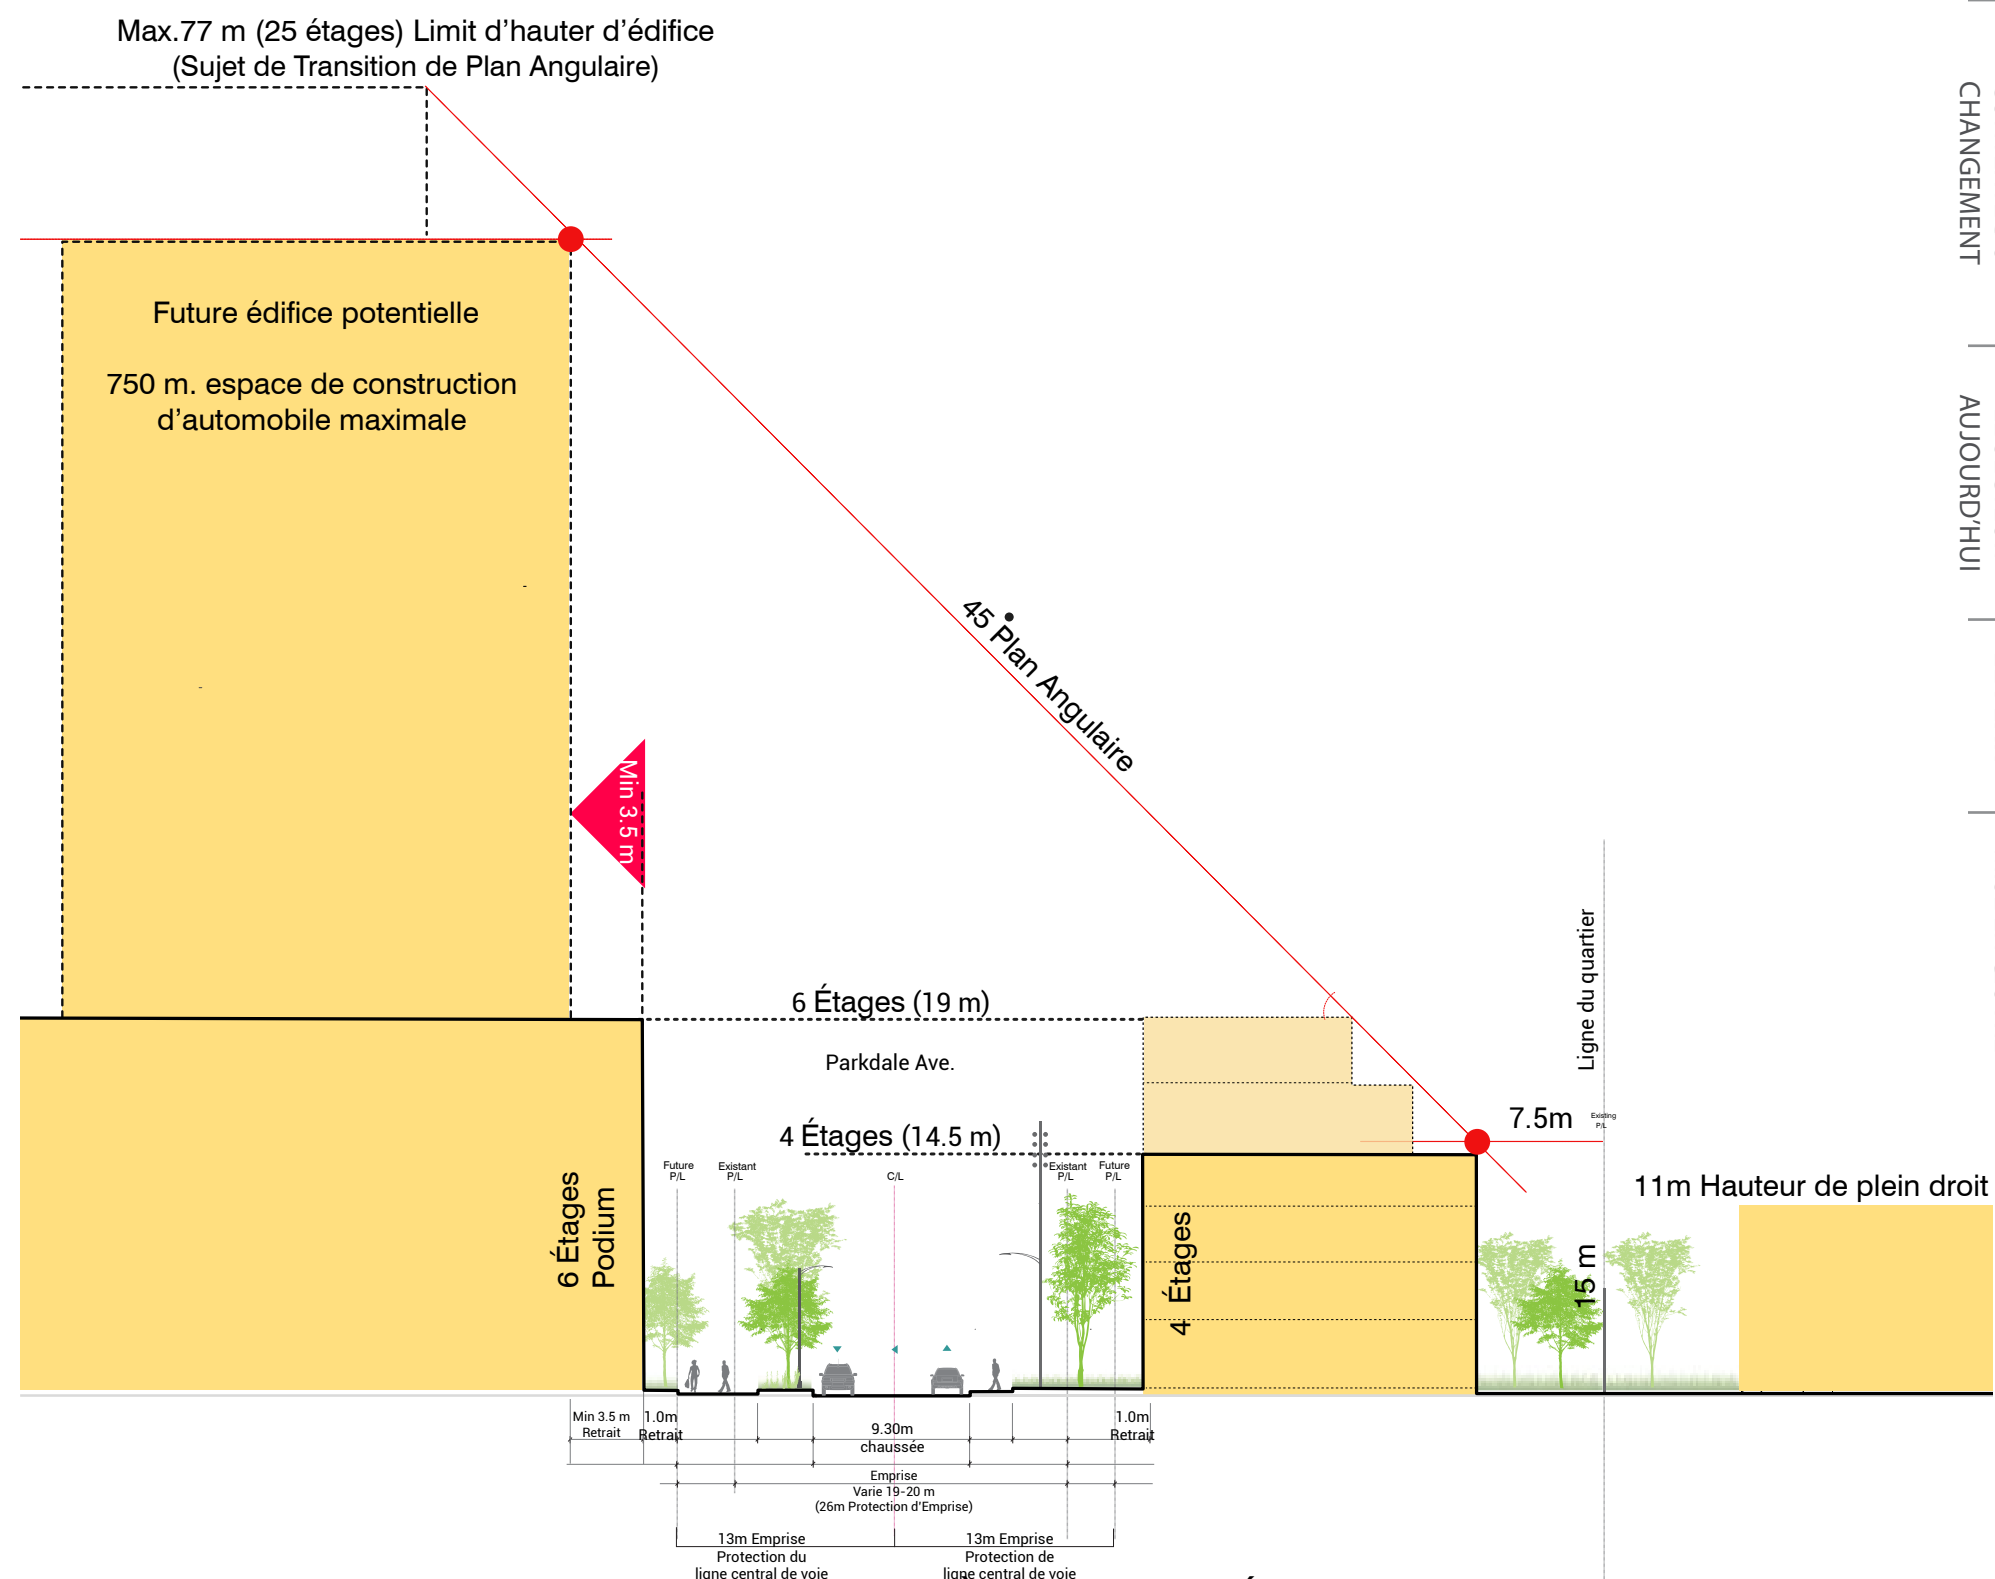 Max.77 m (25 étages) Limit d’hauter d’édifice
(Sujet de Transition de Plan Angulaire)
CHANGEMENT
AUJOURD’HUI
Future édifice potentielle
750 m. espace de construction
d’automobile maximale
45 Plan Angulaire
Min 3.5 m
Ligne du quartier
6 Étages (19 m)
Parkdale Ave.
4 Étages (14.5 m)
7.5m
Existing
P/L
Future
P/L
Existant
P/L
C/L
Existant
P/L
Future
P/L
11m Hauteur de plein droit
6 Étages
Podium
4 Étages
15 m
Min 3.5 m
Retrait
1.0m
Retrait
9.30m
chaussée
1.0m
Retrait
Emprise
Varie 19-20 m
(26m Protection d’Emprise)
13m Emprise
Protection du
ligne central de voie
13m Emprise
Protection de
ligne central de voie